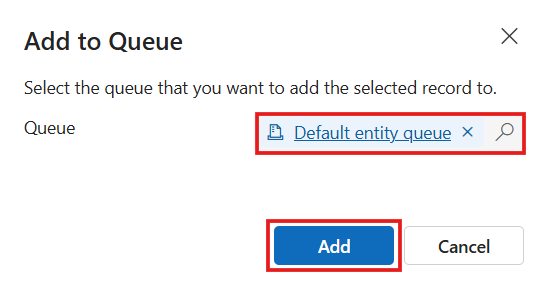 Add to Queue
Select the queue that you want to add the selected record to.
Queue
Default entity queue
Add
Cancel